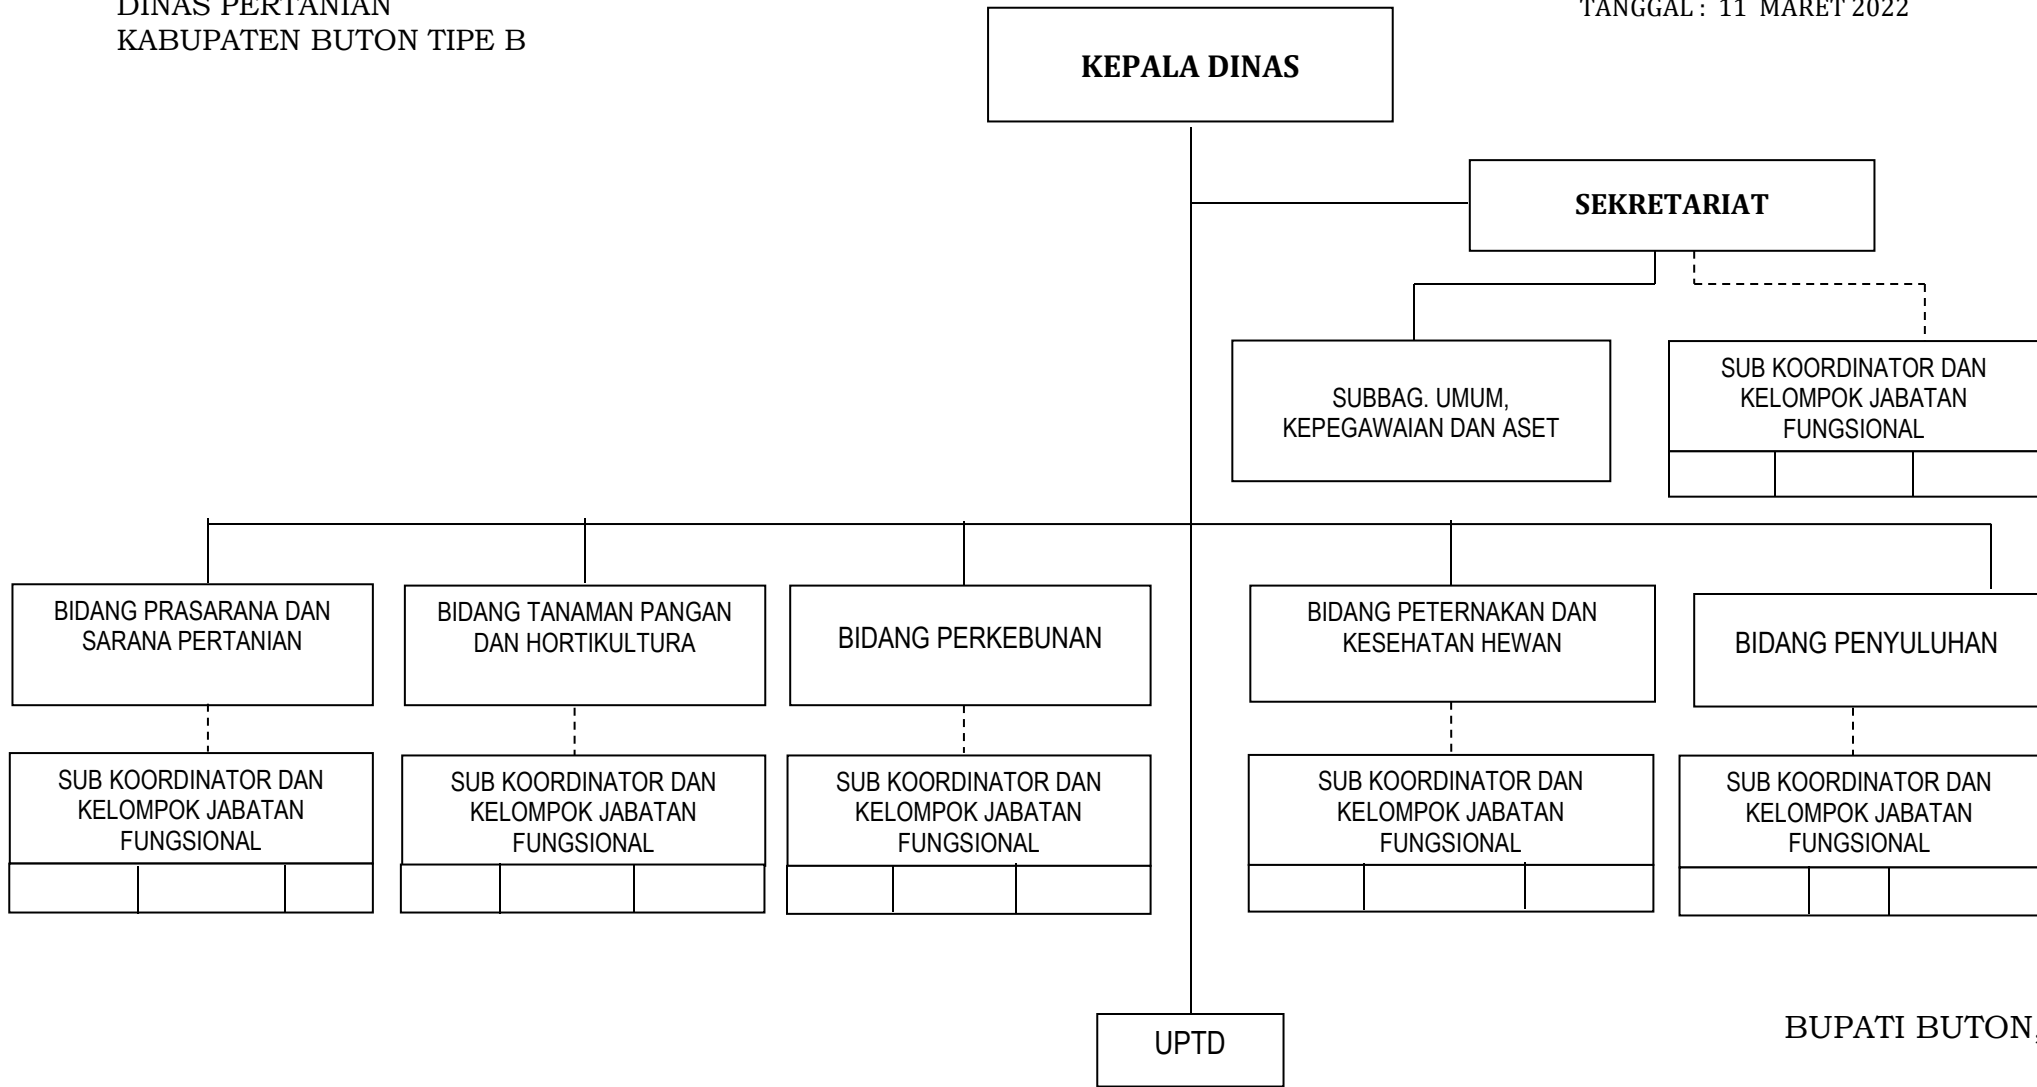 DINAS PERTANIAN
KABUPATEN BUTON TIPE B
TANGGAL : 11 MARET 2022
KEPALA DINAS
SEKRETARIAT
SUBBAG. UMUM,
KEPEGAWAIAN DAN ASET
SUB KOORDINATOR DAN
KELOMPOK JABATAN
FUNGSIONAL
BIDANG PRASARANA DAN
SARANA PERTANIAN
BIDANG TANAMAN PANGAN
DAN HORTIKULTURA
BIDANG PERKEBUNAN
BIDANG PETERNAKAN DAN
KESEHATAN HEWAN
BIDANG PENYULUHAN
SUB KOORDINATOR DAN
KELOMPOK JABATAN
FUNGSIONAL
SUB KOORDINATOR DAN
KELOMPOK JABATAN
FUNGSIONAL
SUB KOORDINATOR DAN
KELOMPOK JABATAN
FUNGSIONAL
SUB KOORDINATOR DAN
KELOMPOK JABATAN
FUNGSIONAL
SUB KOORDINATOR DAN
KELOMPOK JABATAN
FUNGSIONAL
UPTD
BUPATI BUTON,